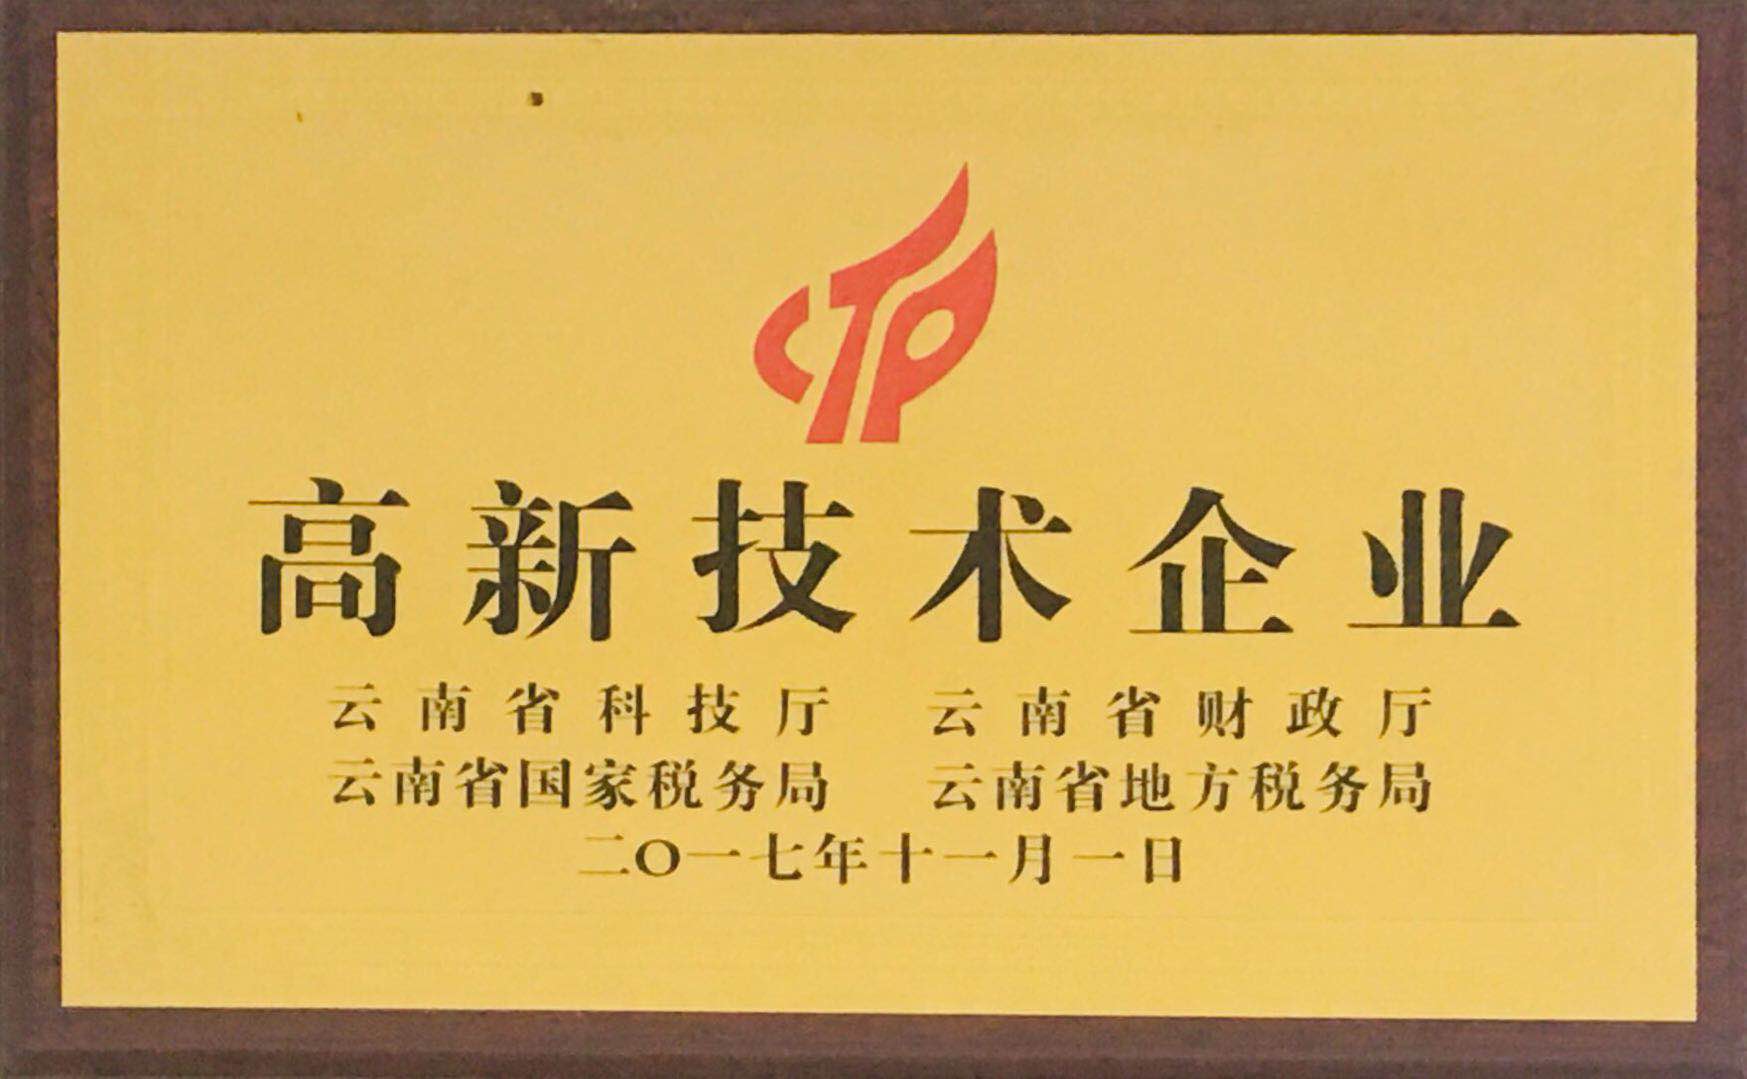 CTP
高新技术企业
云南省科技厅 云南省财政厅
云南省国家税务局 云南省地方税务局
二〇一七年十一月一日